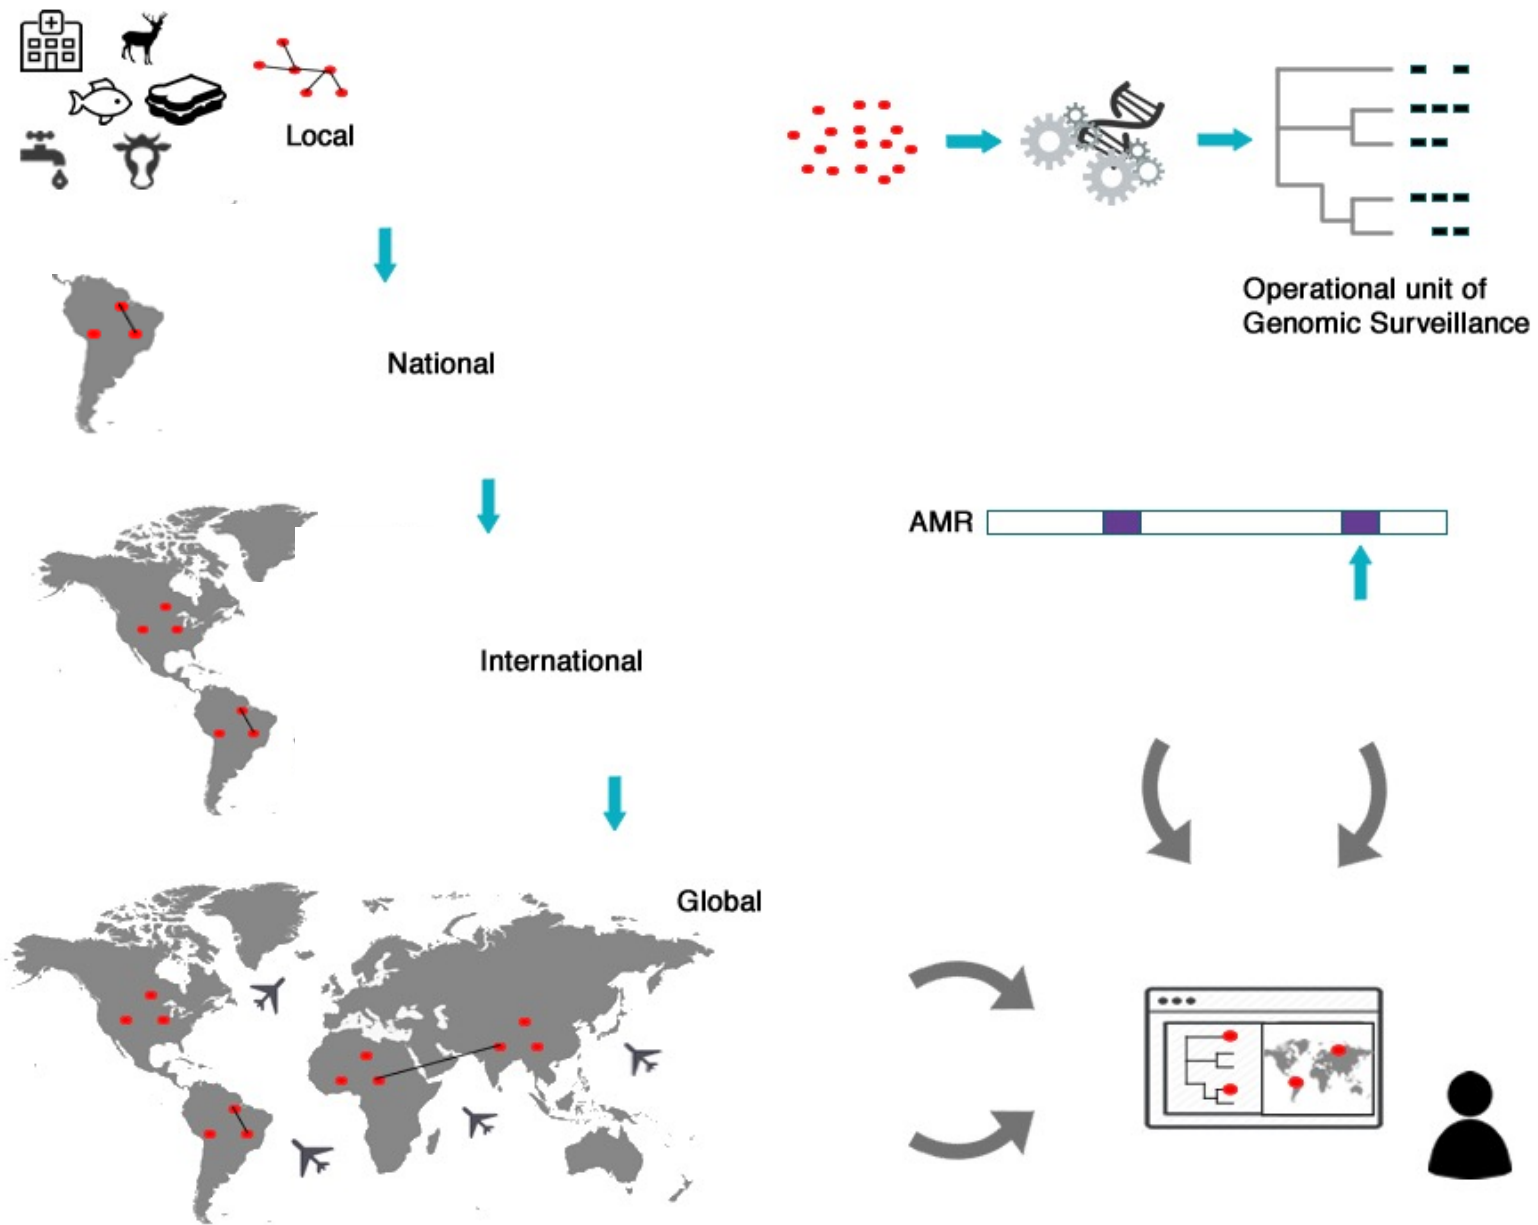 Local
Operational unit of
Genomic Surveillance
National
AMR
International
Global